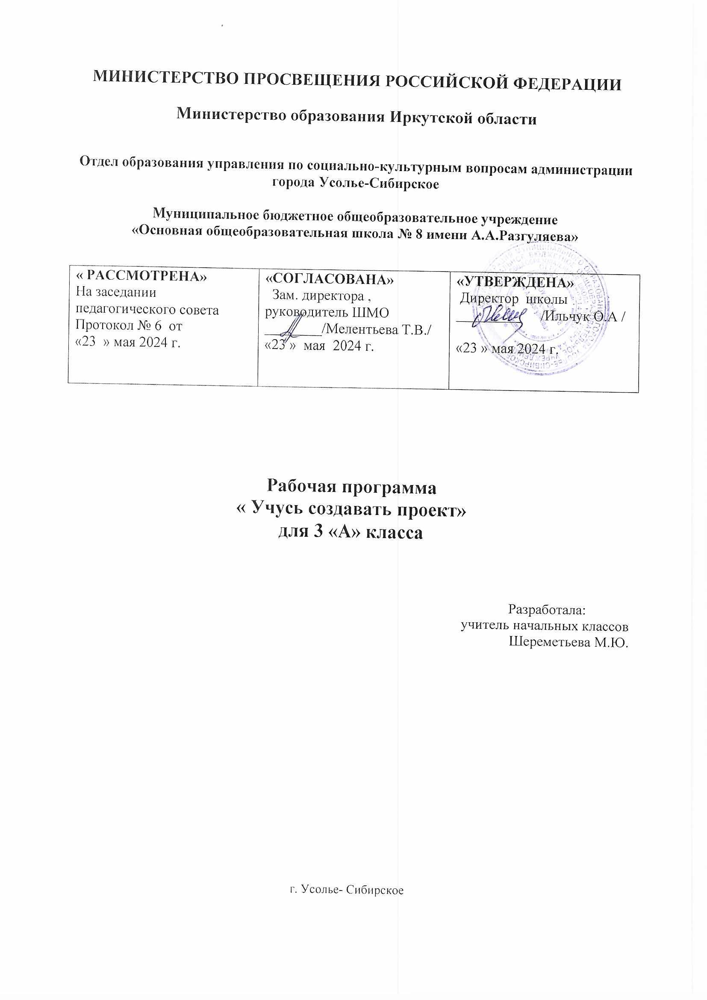 МИНИСТЕРСТВО ПРОСВЕЩЕНИЯ РОССИЙСКОЙ ФЕДЕРАЦИИ
Министерство образования Иркутской области
Отдел образования управления по социально-культурным вопросам администрации
города Усолье-Сибирское
Муниципальное бюджетное общеобразовательное учреждение
«Основная общеобразовательная школа № 8 имени А.А.Разгуляева»
« РАССМОТРЕНА»
На заседании
педагогического совета
Протокол № 6 от
«23 » мая 2024 г.
«СОГЛАСОВАНА»
Зам. директора ,
руководитель ШМО
________/Мелентьева Т.В./
«23 » мая 2024 г.
«УТВЕРЖДЕНА»
Директор школы
_________ /Ильчук О.А /
«23 » мая 2024 г.
Рабочая программа
« Учусь создавать проект»
для 3 «А» класса
Разработала:
учитель начальных классов
Шереметьева М.Ю.
г. Усолье- Сибирское